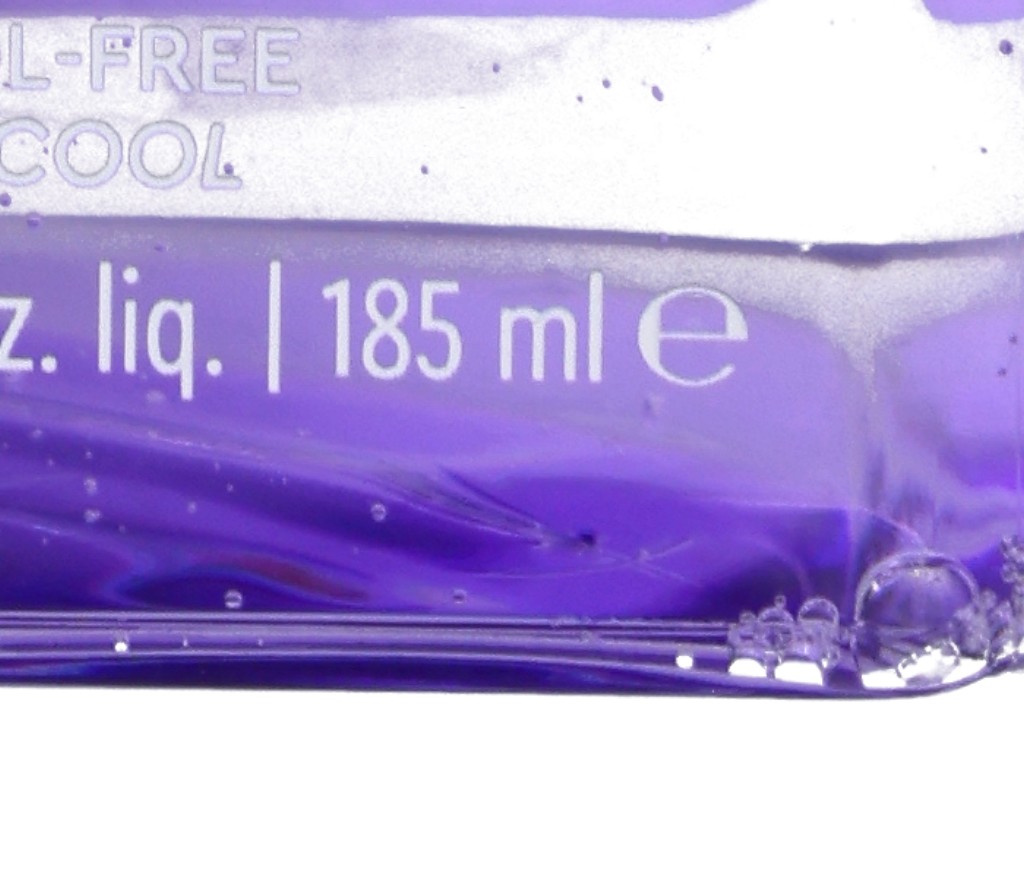 L-FREE
COOL
z. liq. | 185 ml ℮